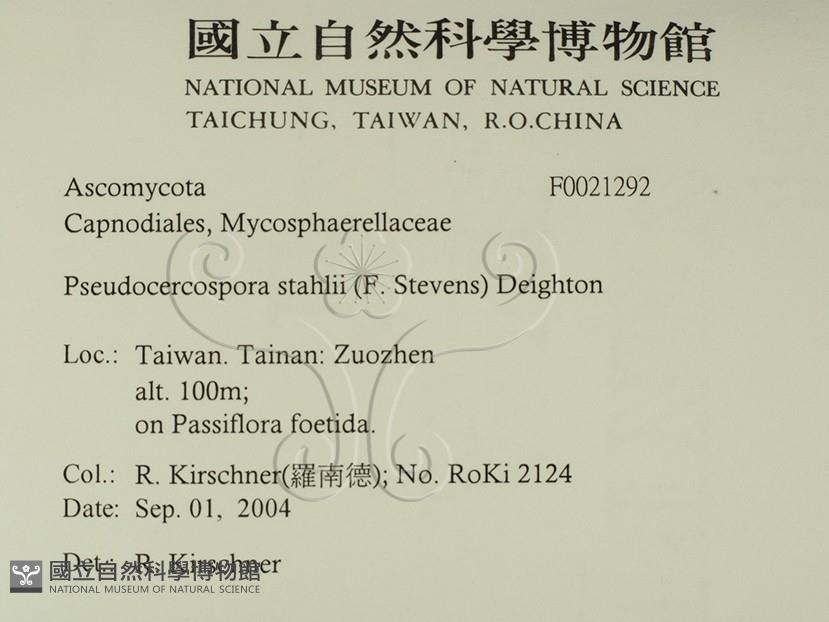 國立自然科學博物館
NATIONAL MUSEUM OF NATURAL SCIENCE
TAICHUNG, TAIWAN, R.O.CHINA
Ascomycota F0021292
Capnodiales, Mycosphaerellaceae
Pseudocercospora stahlii (F. Stevens) Deighton
Loc.: Taiwan. Tainan: Zuozhen
alt. 100m;
on Passiflora foetida.
Col.: R. Kirschner(羅南德); No. RoKi 2124
Date: Sep. 01, 2004
Det.: R. Kirschner
國立自然科學博物館
NATIONAL MUSEUM OF NATURAL SCIENCE